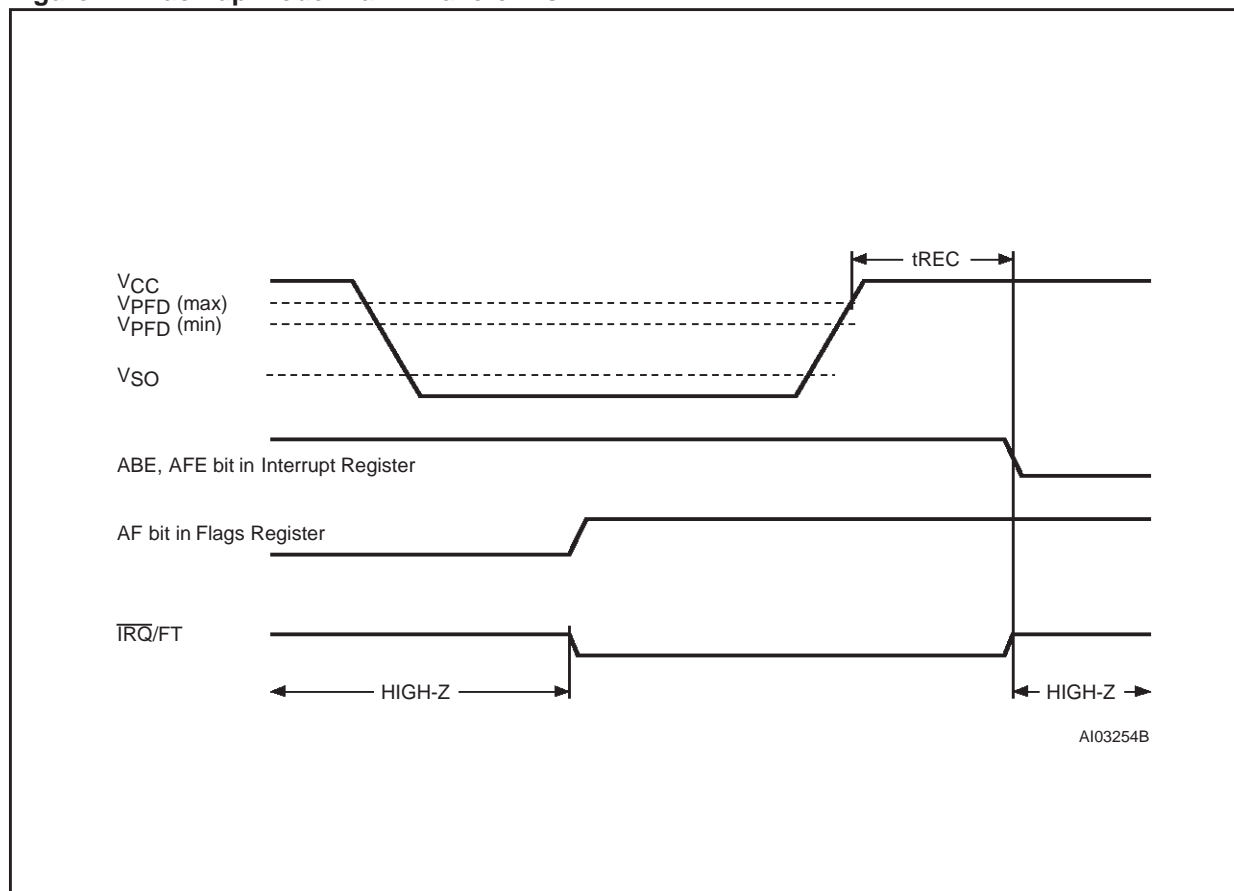 tREC
VCC
VPFD (max)
VPFD (min)
VSO
ABE, AFE bit in Interrupt Register
AF bit in Flags Register
IRQ/FT
HIGH-Z
HIGH-Z
AI03254B